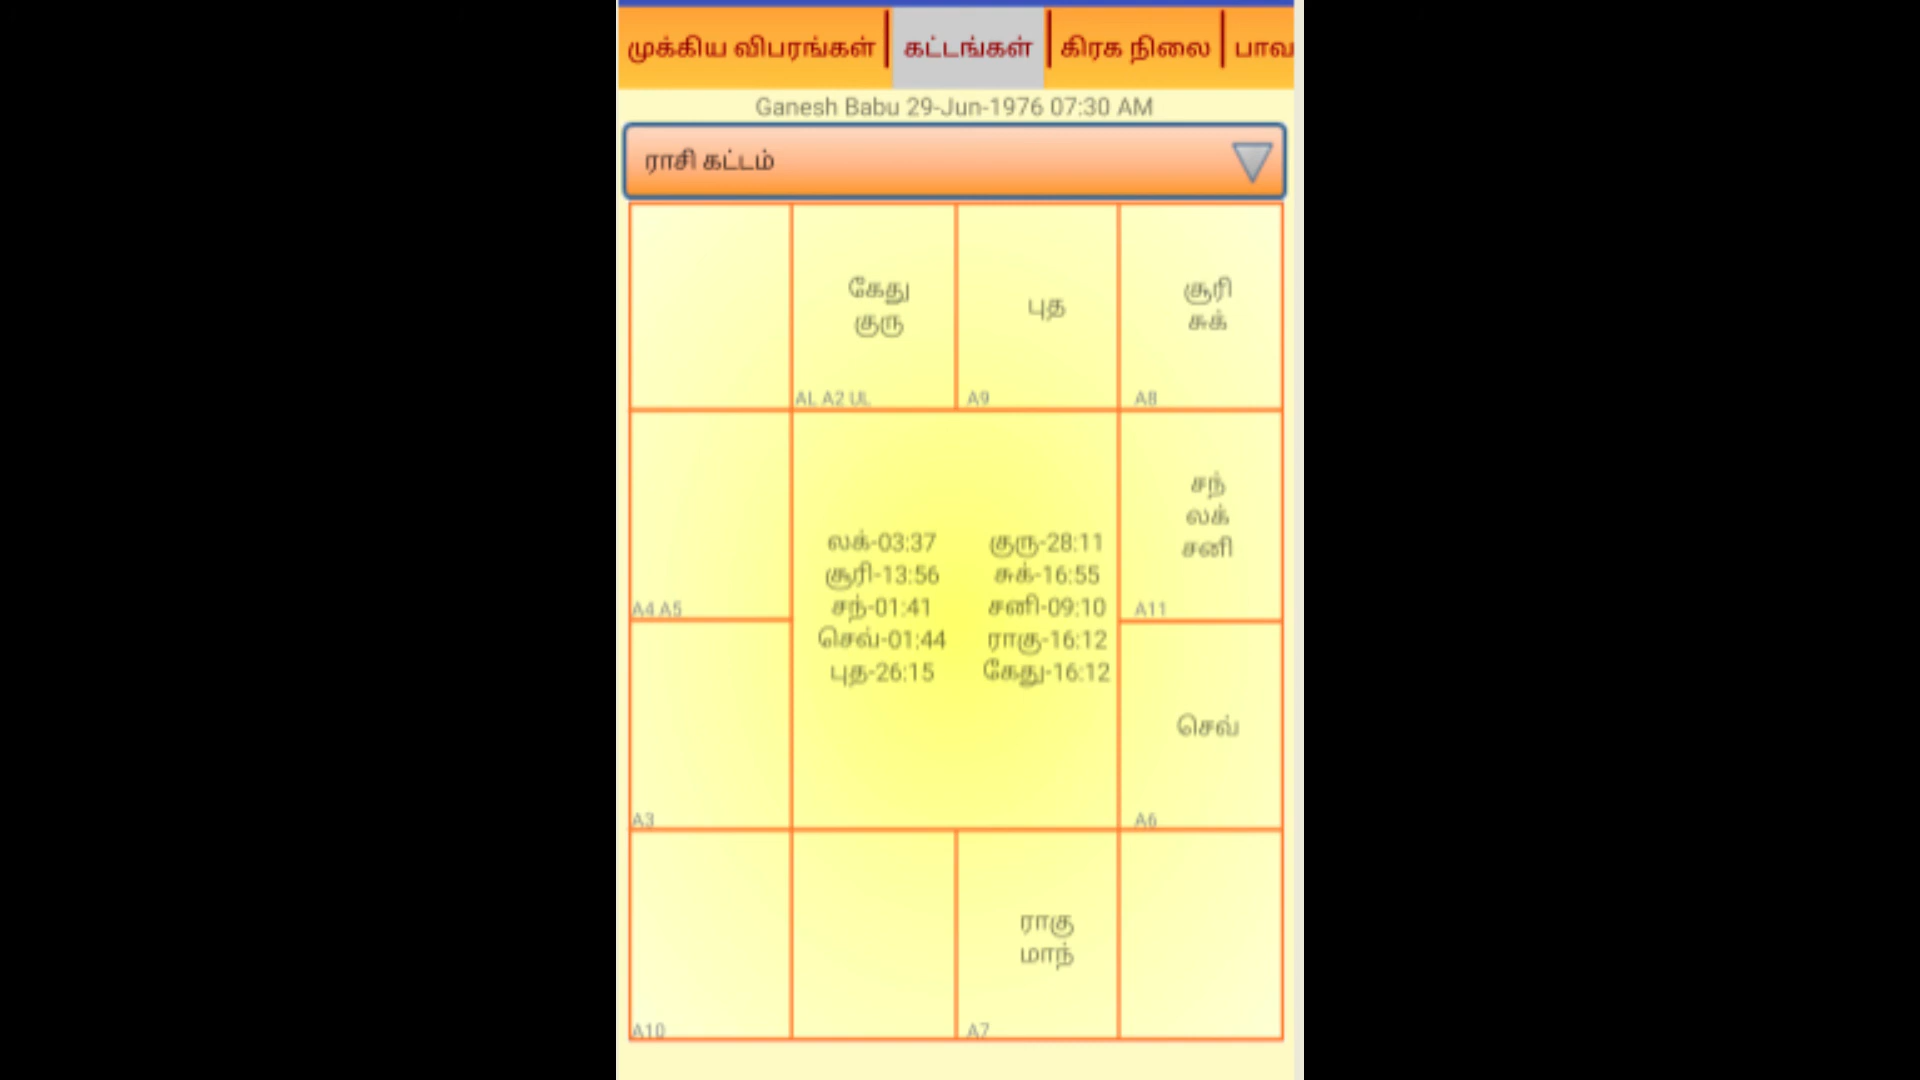 முக்கிய விபரங்கள் கட்டங்கள் கிரக நிலை பாவ
Ganesh Babu 29-Jun-1976 07:30 AM
ராசி கட்டம்
கேது
குரு
AL A2 UL
புத
A9
சூரி
சுக்
A8
A4 A5
லக்-03:37 குரு-28:11
சூரி-13:56 சுக்-16:55
சந்-01:41 சனி-09:10
செவ்-01:44 ராகு-16:12
புத-26:15 கேது-16:12
சந்
லக்
சனி
A11
A3
செவ்
A6
A10
ராகு
மாந்
A7